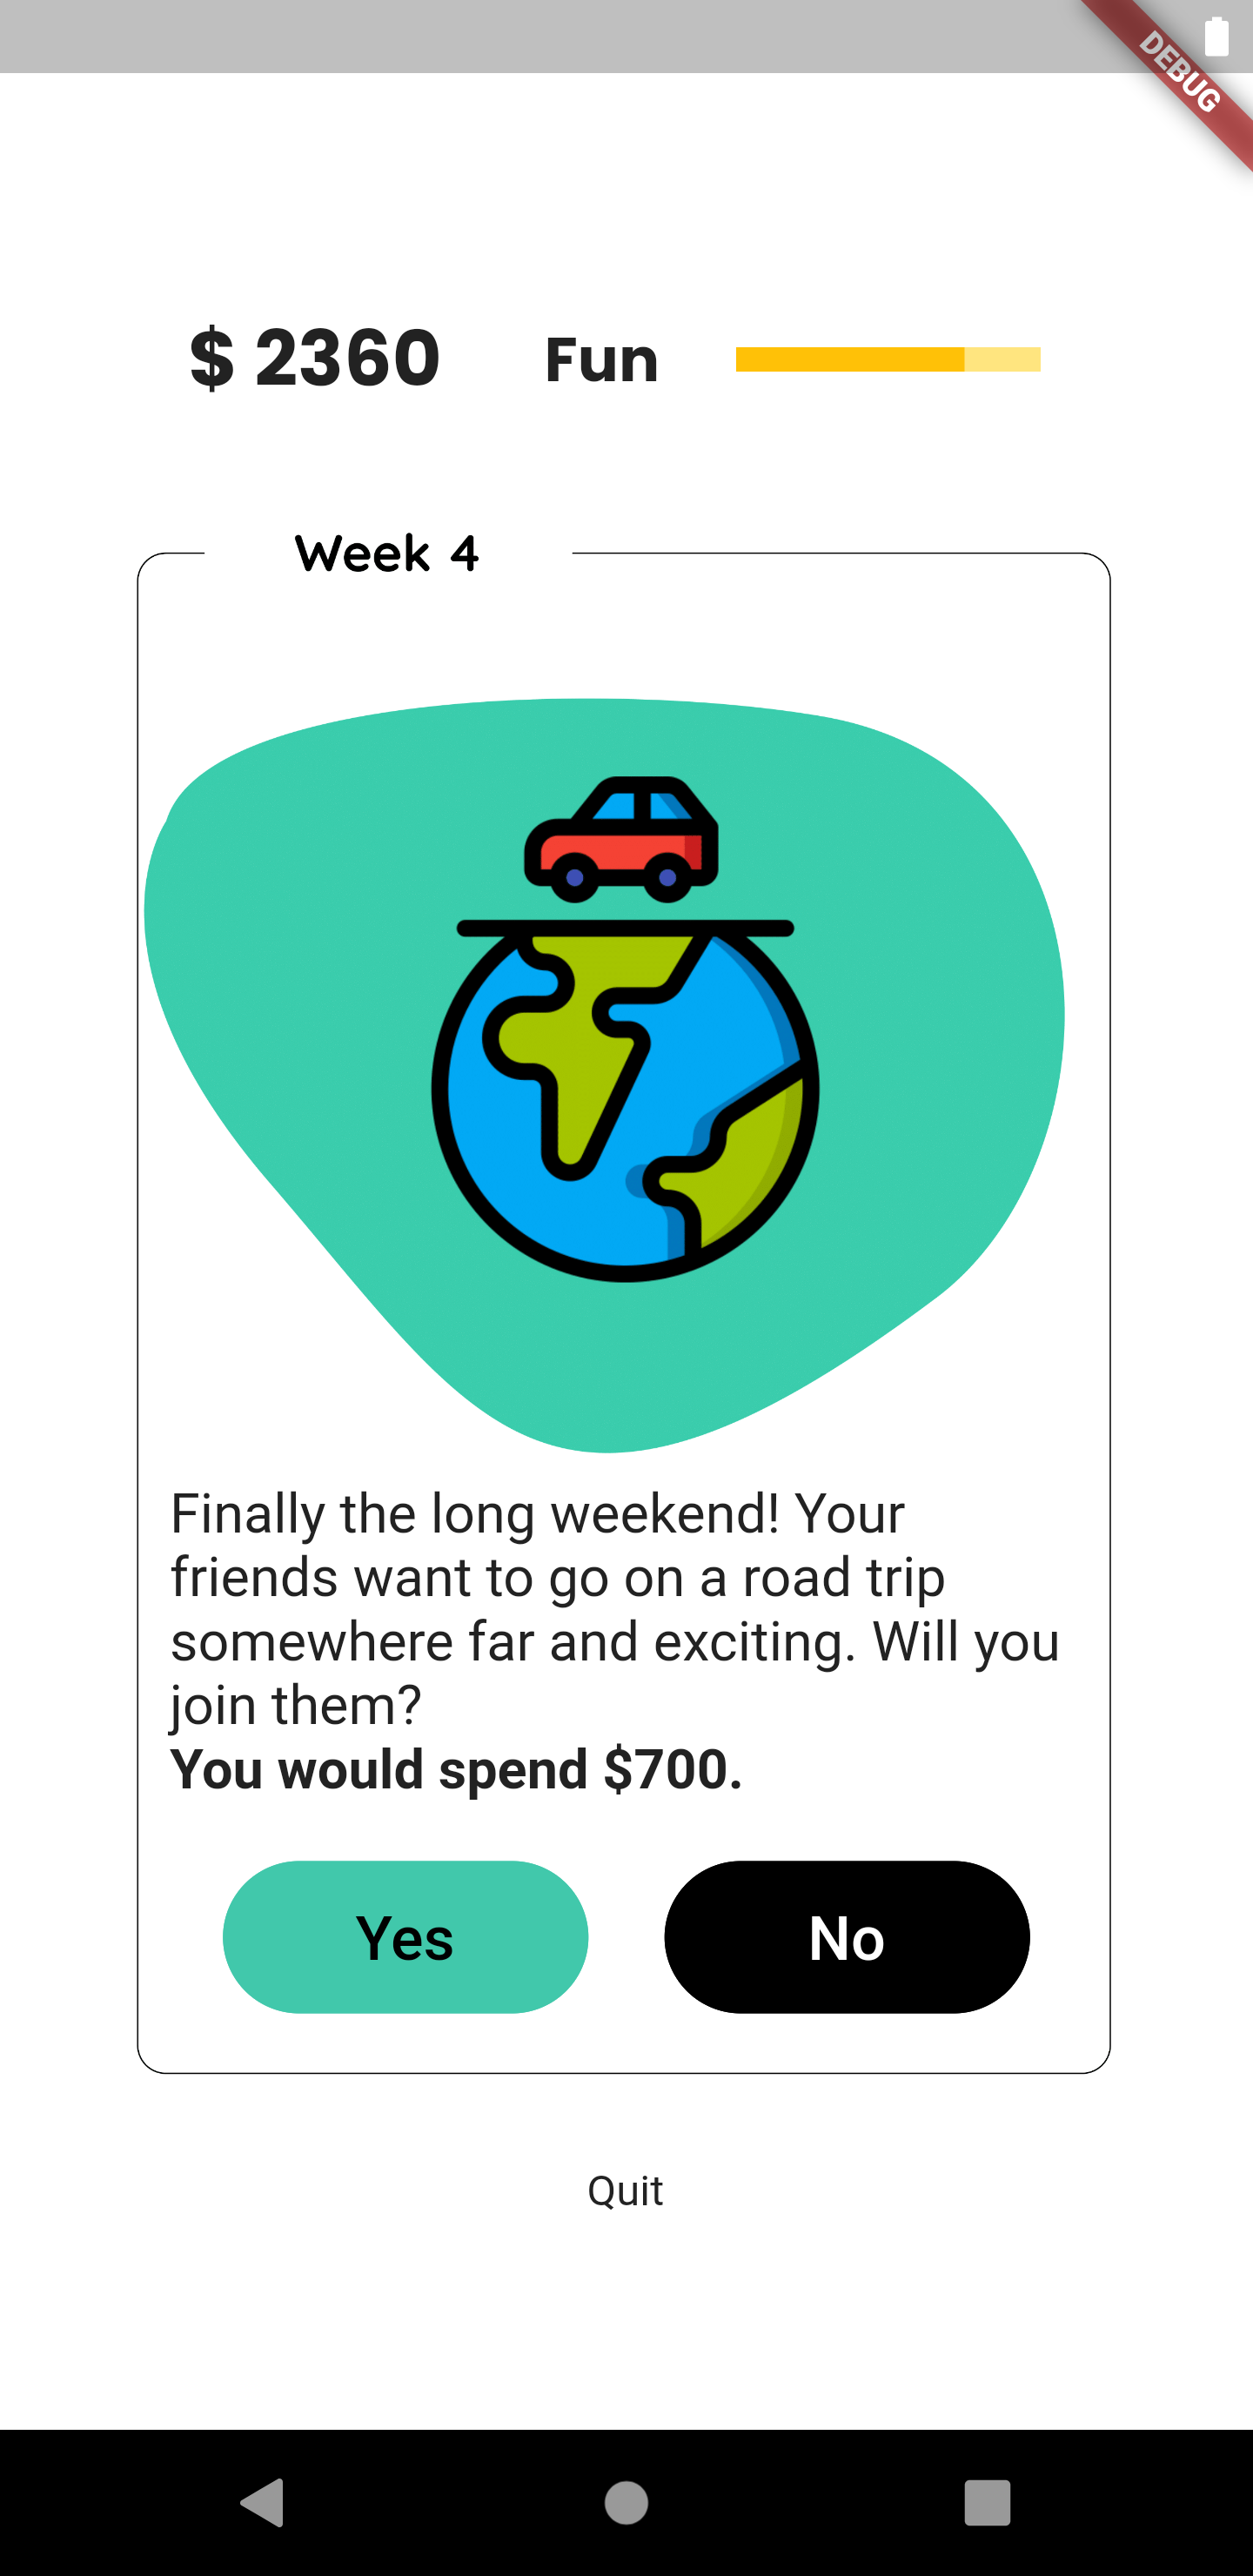 DEBUG
$ 2360
Fun
Week 4
Finally the long weekend! Your
friends want to go on a road trip
somewhere far and exciting. Will you
join them?
You would spend $700.
Yes
No
Quit